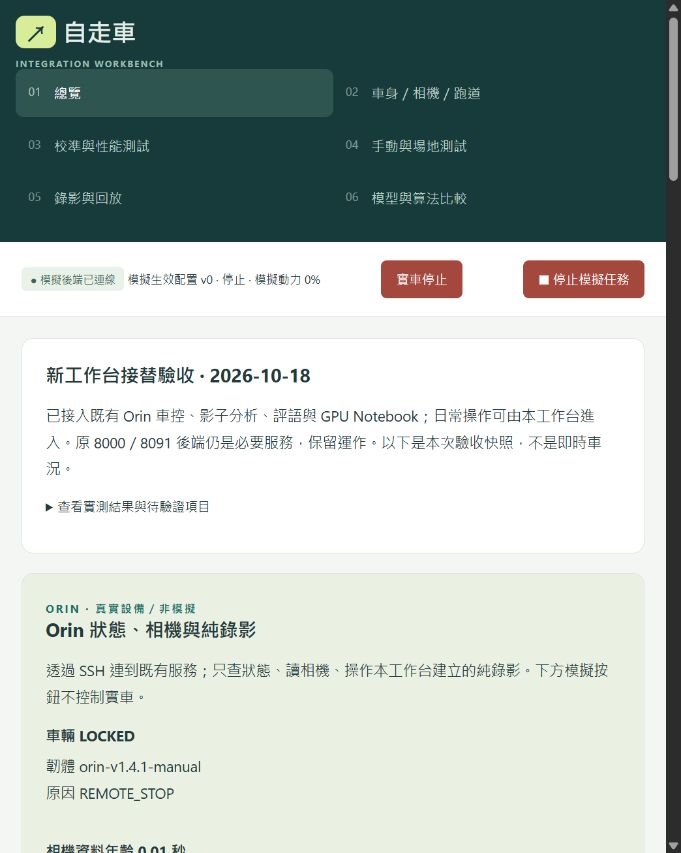 自走車
INTEGRATION WORKBENCH
01 總覽
02 車身 / 相機 / 跑道
03 校準與性能測試
04 手動與場地測試
05 錄影與回放
06 模型與算法比較
● 模擬後端已連線 模擬生效配置 v0 · 停止 · 模擬動力 0%
實車停止
■ 停止模擬任務
新工作台接替驗收 · 2026-10-18
已接入既有 Orin 車控、影子分析、評語與 GPU Notebook；日常操作可由本工作台進
入。原 8000 / 8091 後端仍是必要服務，保留運作。以下是本次驗收快照，不是即時車
況。
▶ 查看實測結果與待驗證項目
ORIN · 真實設備 / 非模擬
Orin 狀態、相機與純錄影
透過 SSH 連到既有服務；只查狀態、讀相機、操作本工作台建立的純錄影。下方模擬按
鈕不控制實車。
車輛 LOCKED
韌體 orin-v1.4.1-manual
原因 REMOTE_STOP
相機資料年齡 0.01 秒